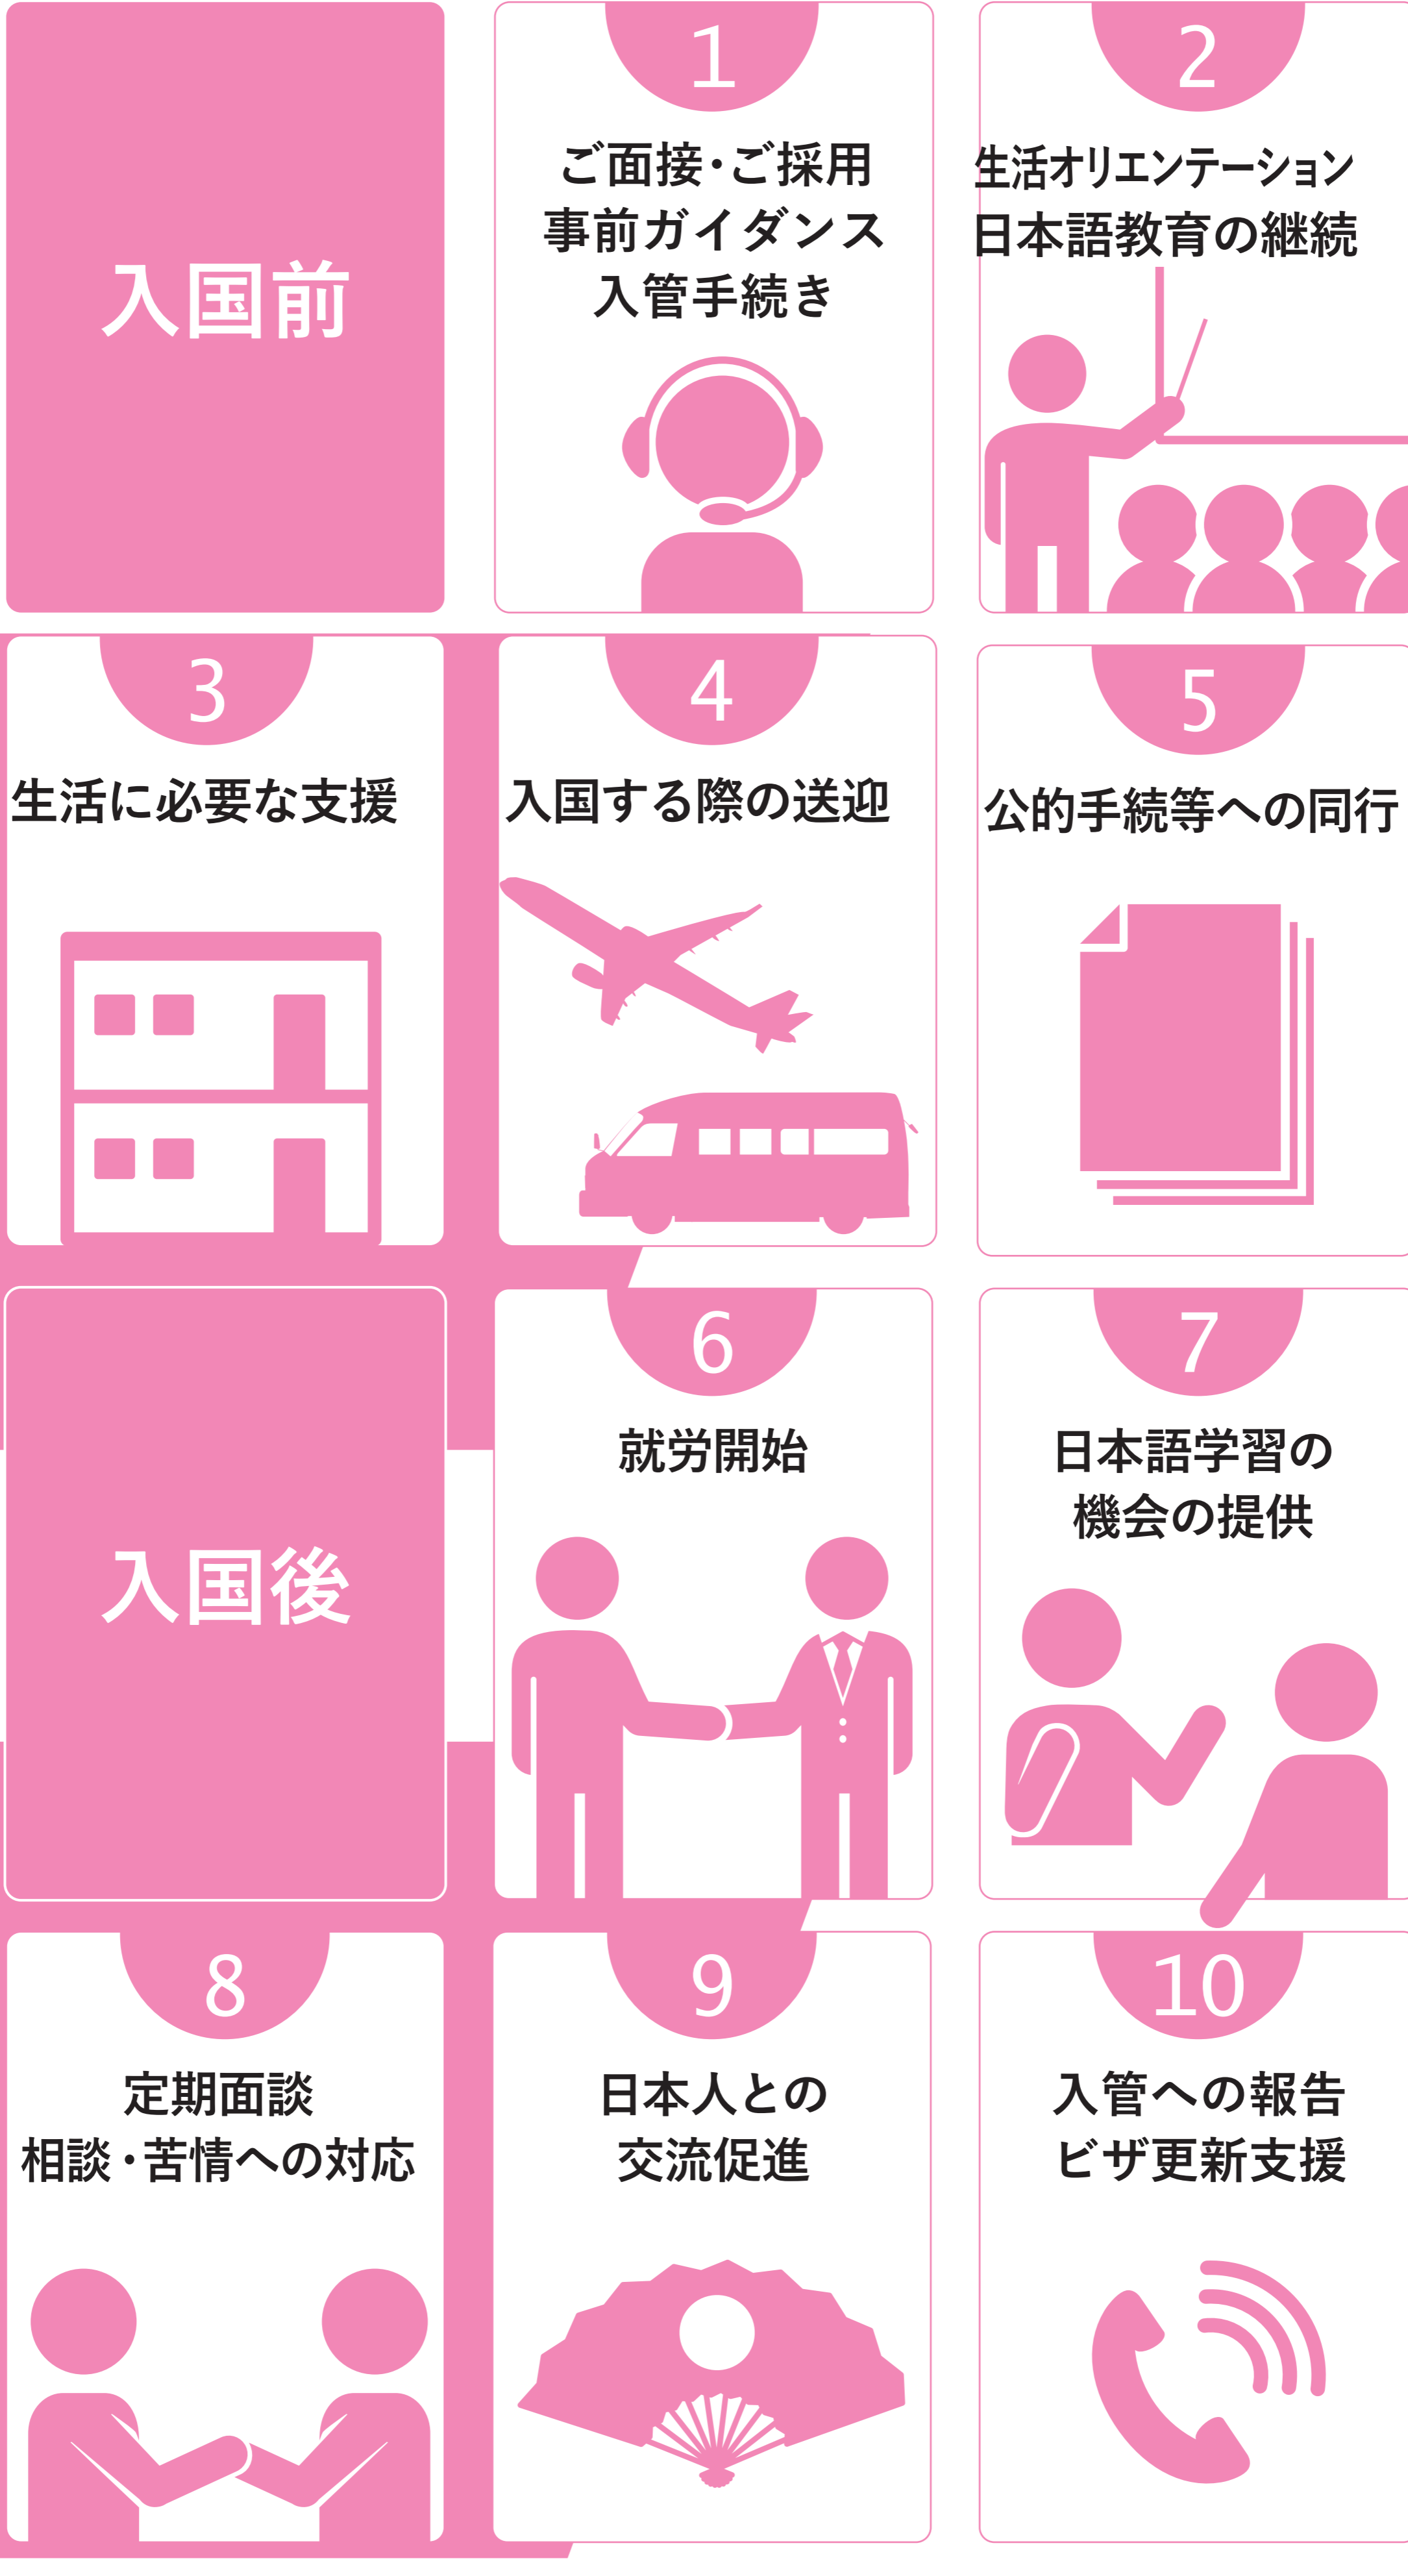 入国前
1
ご面接・ご採用
事前ガイダンス
入管手続き
2
生活オリエンテーション
日本語教育の継続
3
生活に必要な支援
4
入国する際の送迎
5
公的手続等への同行
入国後
6
就労開始
7
日本語学習の
機会の提供
8
定期面談
相談・苦情への対応
9
日本人との
交流促進
10
入管への報告
ビザ更新支援